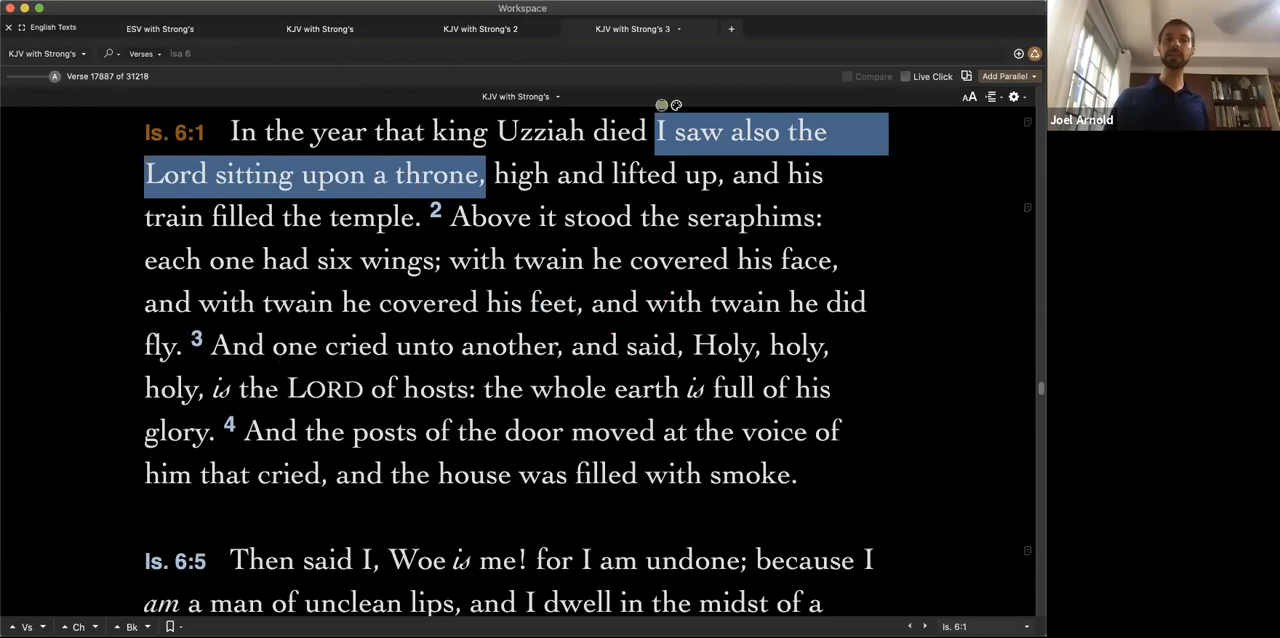 Workspace
English Texts
ESV with Strong's
KJV with Strong's
KJV with Strong's 2
KJV with Strong's 3
+
KJV with Strong's
Verses
isa 6
A
Verse 17887 of 31218
Compare
Live Click
Add Parallel
KJV with Strong's
AA
Joel Arnold
Is. 6:1 In the year that king Uzziah died I saw also the
Lord sitting upon a throne, high and lifted up, and his
train filled the temple. 2 Above it stood the seraphims:
each one had six wings; with twain he covered his face,
and with twain he covered his feet, and with twain he did
fly. 3 And one cried unto another, and said, Holy, holy,
holy, is the LORD of hosts: the whole earth is full of his
glory. 4 And the posts of the door moved at the voice of
him that cried, and the house was filled with smoke.
Is. 6:5 Then said I, Woe is me! for I am undone; because I
am a man of unclean lips, and I dwell in the midst of a
Vs
Ch
Bk
Is. 6:1